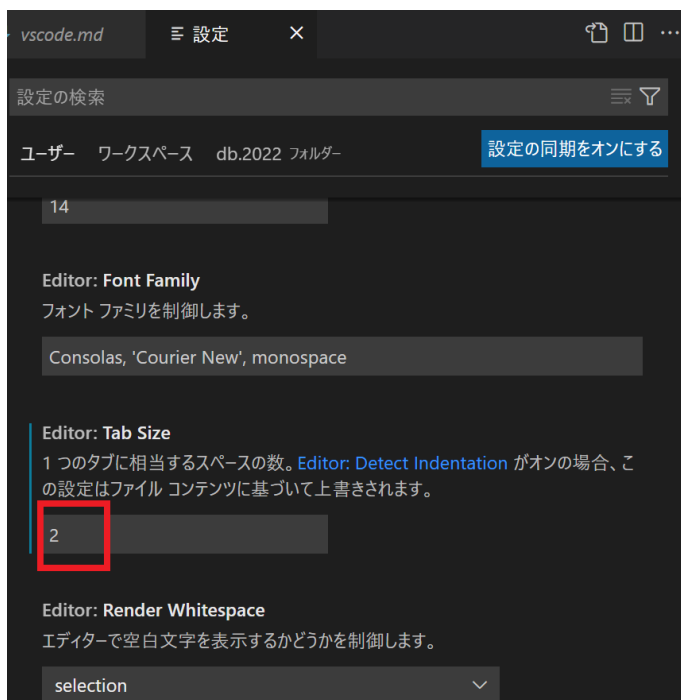 vscode.md 設定
設定の検索
ユーザー ワークスペース db.2022 フォルダー 設定の同期をオンにする
14
Editor: Font Family
フォント ファミリを制御します。
Consolas, 'Courier New', monospace
Editor: Tab Size
1 つのタブに相当するスペースの数。Editor: Detect Indentation がオンの場合、こ
の設定はファイル コンテンツに基づいて上書きされます。
2
Editor: Render Whitespace
エディターで空白文字を表示するかどうかを制御します。
selection